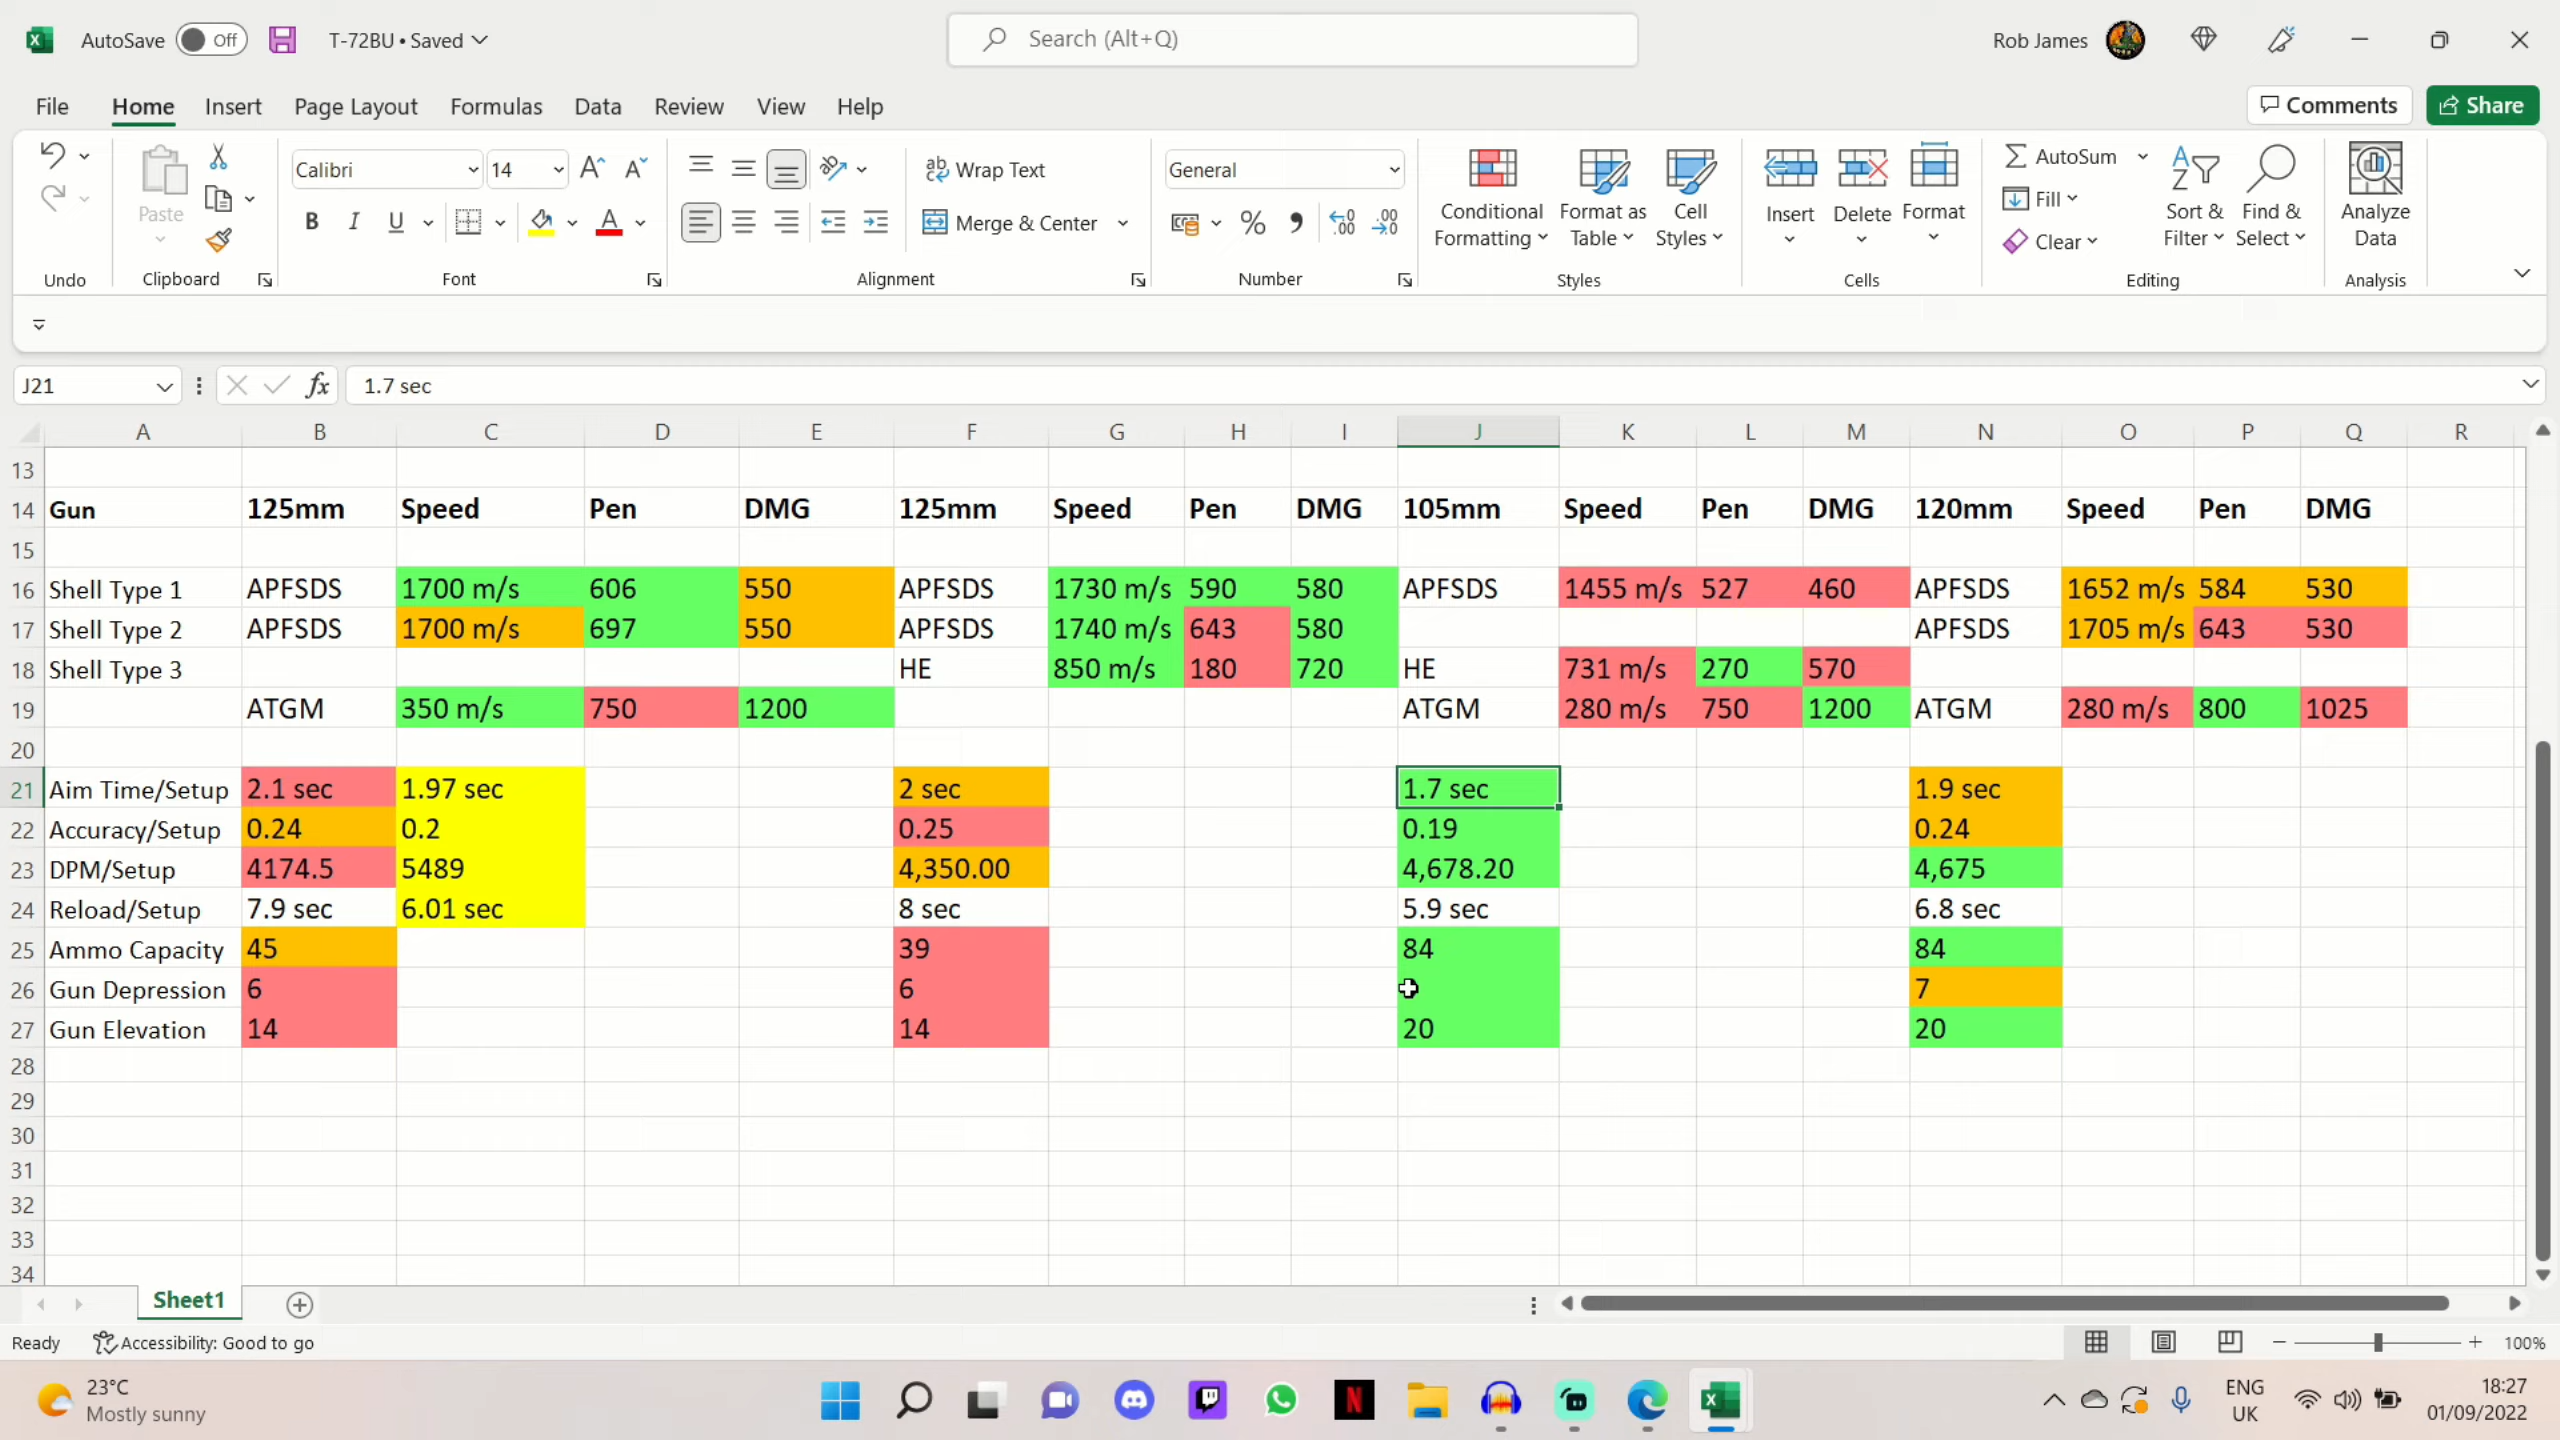 AutoSave Off T-72BU • Saved Search (Alt+Q) Rob James
File Home Insert Page Layout Formulas Data Review View Help Comments Share
Paste Calibri 14 Wrap Text General Conditional Formatting Format as Table Cell Styles Insert Delete Format AutoSum Sort & Filter Find & Select Analyze Data
B I U Merge & Center % Fill Clear
Undo Clipboard Font Alignment Number Styles Cells Editing Analysis
J21 fx 1.7 sec
A B C D E F G H I J K L M N O P Q R
13
14 Gun 125mm Speed Pen DMG 125mm Speed Pen DMG 105mm Speed Pen DMG 120mm Speed Pen DMG
15
16 Shell Type 1 APFSDS 1700 m/s 606 550 APFSDS 1730 m/s 590 580 APFSDS 1455 m/s 527 460 APFSDS 1652 m/s 584 530
17 Shell Type 2 APFSDS 1700 m/s 697 550 APFSDS 1740 m/s 643 580 APFSDS 1705 m/s 643 530
18 Shell Type 3 HE 850 m/s 180 720 HE 731 m/s 270 570
19 ATGM 350 m/s 750 1200 ATGM 280 m/s 750 1200 ATGM 280 m/s 800 1025
20
21 Aim Time/Setup 2.1 sec 1.97 sec 2 sec 1.7 sec 1.9 sec
22 Accuracy/Setup 0.24 0.2 0.25 0.19 0.24
23 DPM/Setup 4174.5 5489 4,350.00 4,678.20 4,675
24 Reload/Setup 7.9 sec 6.01 sec 8 sec 5.9 sec 6.8 sec
25 Ammo Capacity 45 39 84 84
26 Gun Depression 6 6 7
27 Gun Elevation 14 14 20 20
28
29
30
31
32
33
34
Sheet1
Ready Accessibility: Good to go 100%
23°C ENG 18:27
Mostly sunny UK 01/09/2022